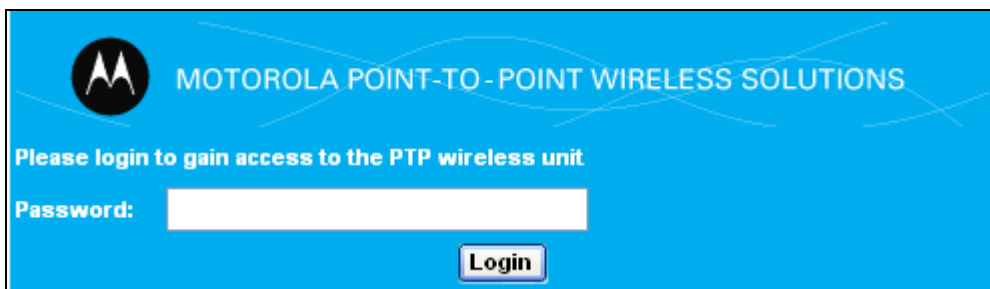 MOTOROLA POINT-TO-POINT WIRELESS SOLUTIONS
Please login to gain access to the PTP wireless unit
Password:
Login